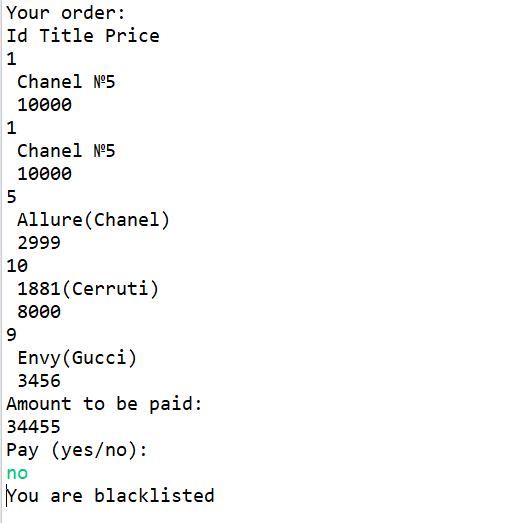 Your order:
Id Title Price
1
Chanel №5
10000
1
Chanel №5
10000
5
Allure(Chanel)
2999
10
1881(Cerruti)
8000
9
Envy(Gucci)
3456
Amount to be paid:
34455
Pay (yes/no):
no
You are blacklisted